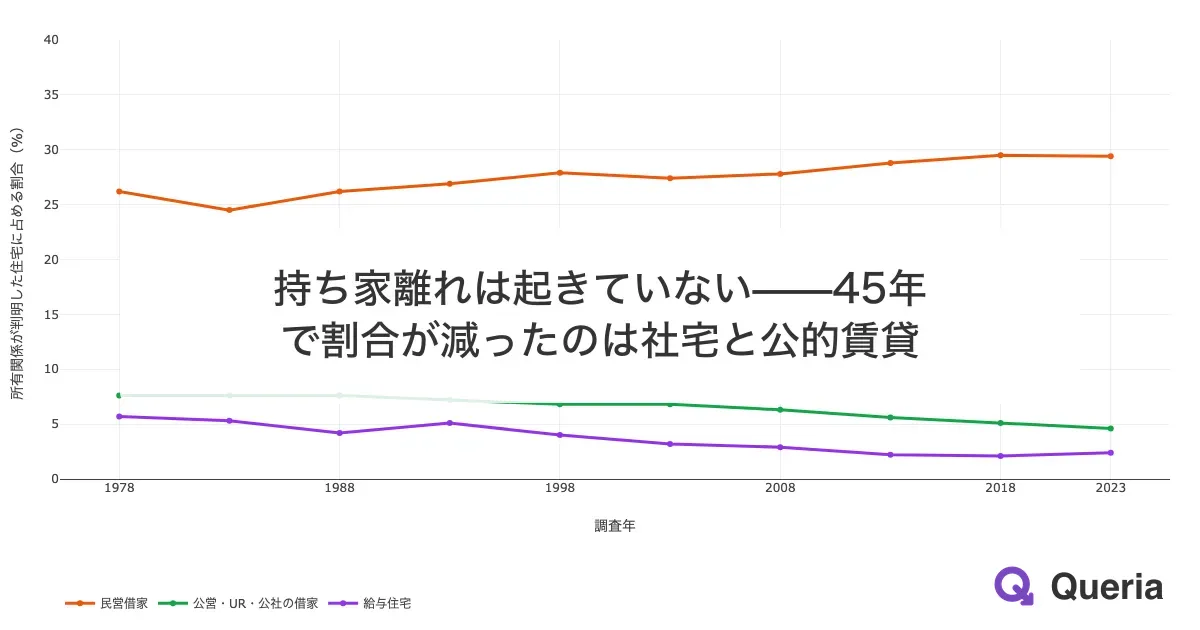 40
35
30
25
20
15
10
5
0
所有関係が判明した住宅に占める割合（%）
持ち家離れは起きていない——45年
で割合が減ったのは社宅と公的賃貸
1978 1988 1998 2008 2018 2023
調査年
民営借家 公営・UR・公社の借家 給与住宅
Queria